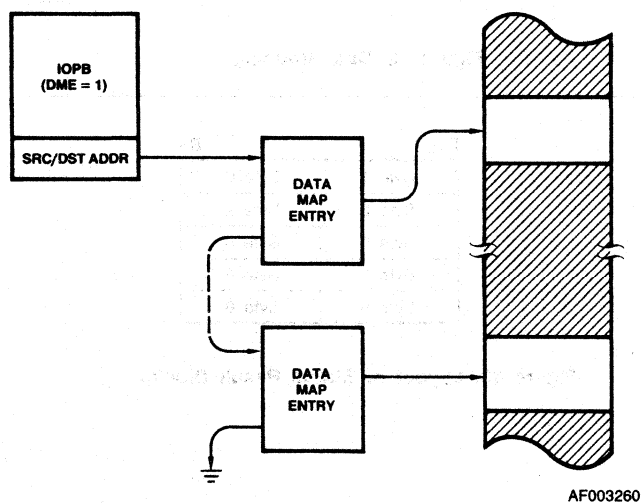 IOPB
(DME = 1)
SRC/DST ADDR
DATA
MAP
ENTRY
DATA
MAP
ENTRY
AF003260